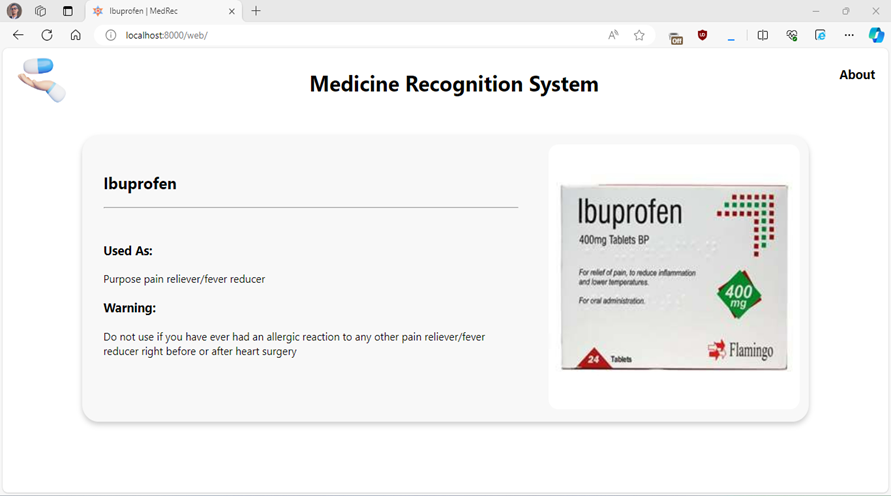 Ibuprofen | MedRec
localhost:8000/web/
Off
Medicine Recognition System
About
Ibuprofen
Used As:
Purpose pain reliever/fever reducer
Warning:
Do not use if you have ever had an allergic reaction to any other pain reliever/fever
reducer right before or after heart surgery
Ibuprofen
400mg Tablets BP
For relief of pain, to reduce inflammation
and lower temperatures.
For oral administration.
400
mg
24 Tablets
Flamingo